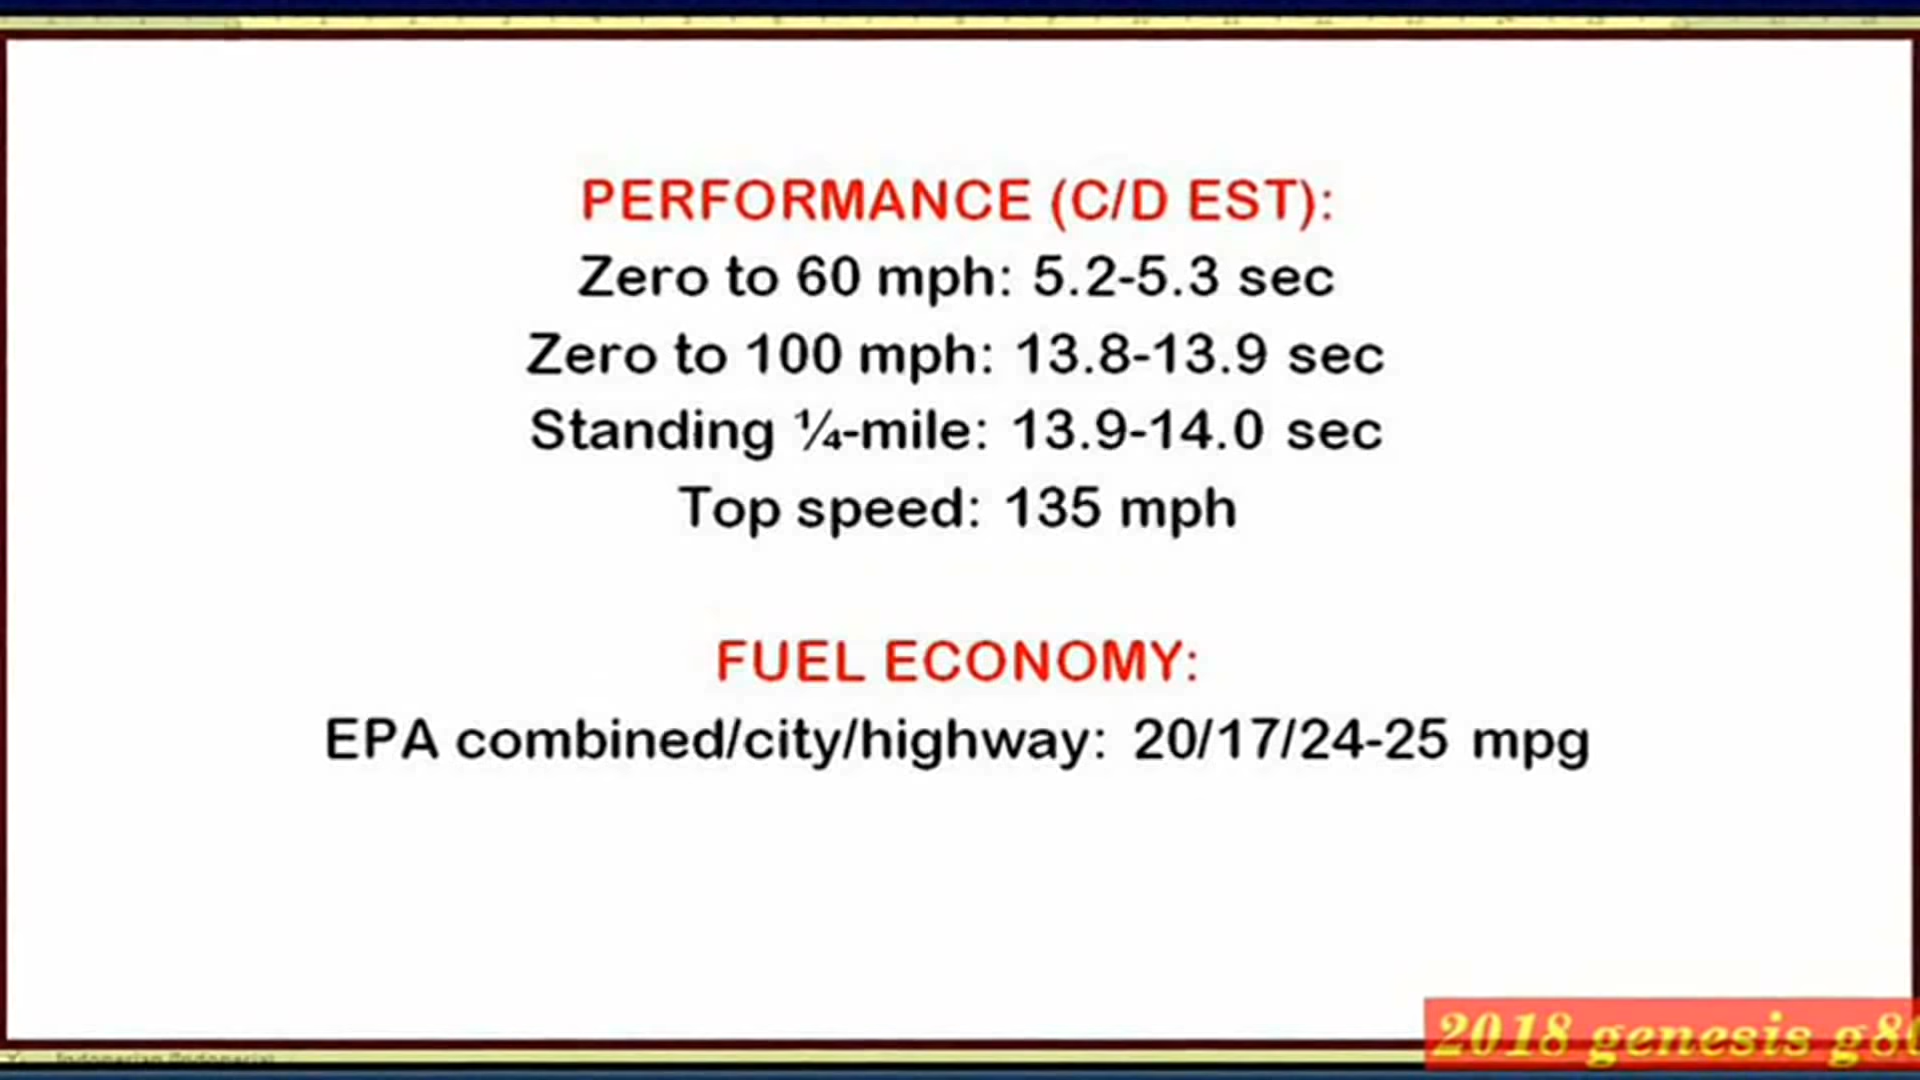 PERFORMANCE (C/D EST):
Zero to 60 mph: 5.2-5.3 sec
Zero to 100 mph: 13.8-13.9 sec
Standing ¼-mile: 13.9-14.0 sec
Top speed: 135 mph
FUEL ECONOMY:
EPA combined/city/highway: 20/17/24-25 mpg
2018 genesis g80